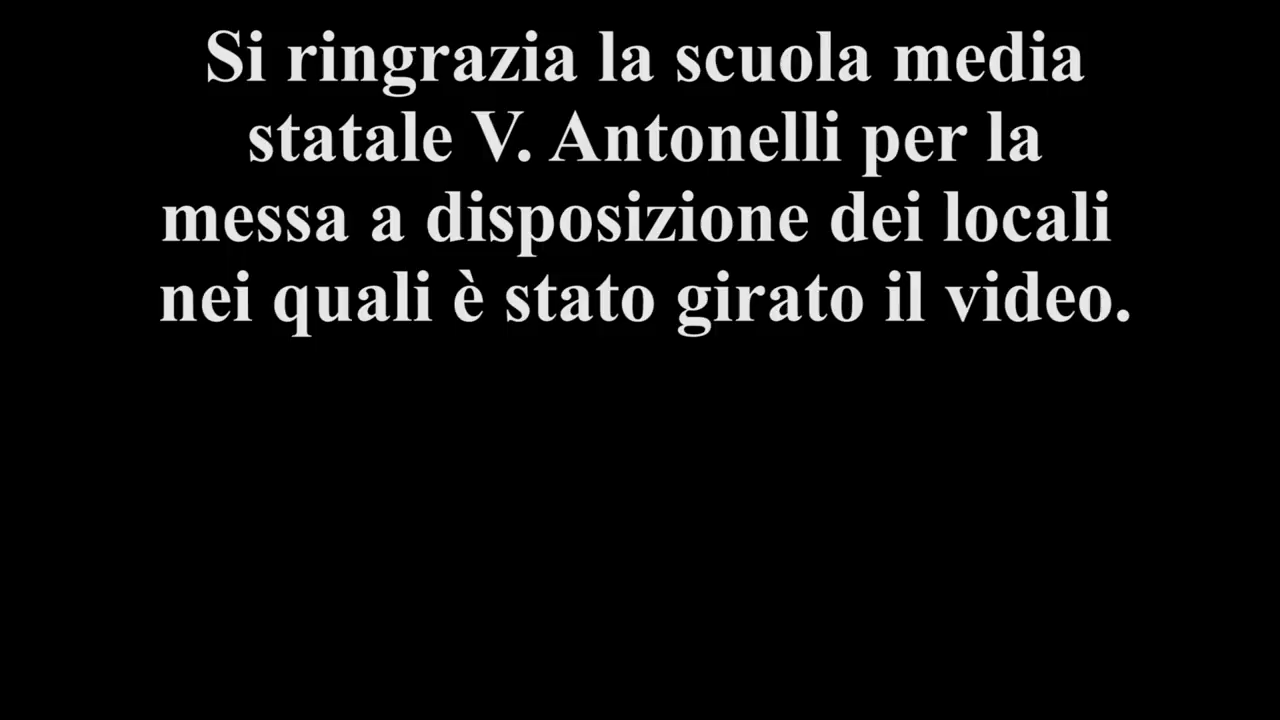 Si ringrazia la scuola media
statale V. Antonelli per la
messa a disposizione dei locali
nei quali è stato girato il video.